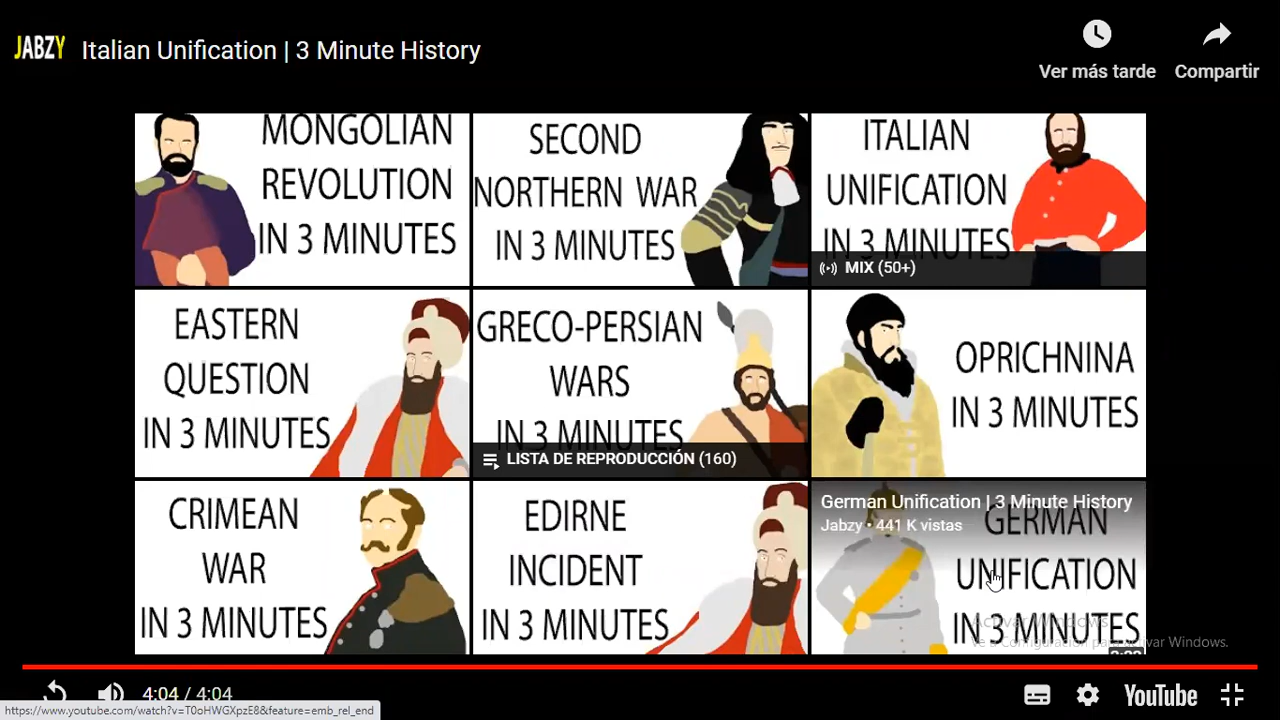 JABZY Italian Unification | 3 Minute History
Ver más tarde
Compartir
MONGOLIAN
REVOLUTION
IN 3 MINUTES
SECOND
NORTHERN WAR
IN 3 MINUTES
ITALIAN
UNIFICATION
IN 3 MINUTES
MIX (50+)
EASTERN
QUESTION
IN 3 MINUTES
GRECO-PERSIAN
WARS
IN 3 MINUTES
LISTA DE REPRODUCCIÓN (160)
OPRICHNINA
IN 3 MINUTES
CRIMEAN
WAR
IN 3 MINUTES
EDIRNE
INCIDENT
IN 3 MINUTES
German Unification | 3 Minute History
Jabzy • 441 K vistas
GERMAN
UNIFICATION
IN 3 MINUTES
Activar Windows
Ve a Configuración para activar Windows.
4:04 / 4:04
YouTube
https://www.youtube.com/watch?v=T0oHWGXpzE8&feature=emb_rel_end